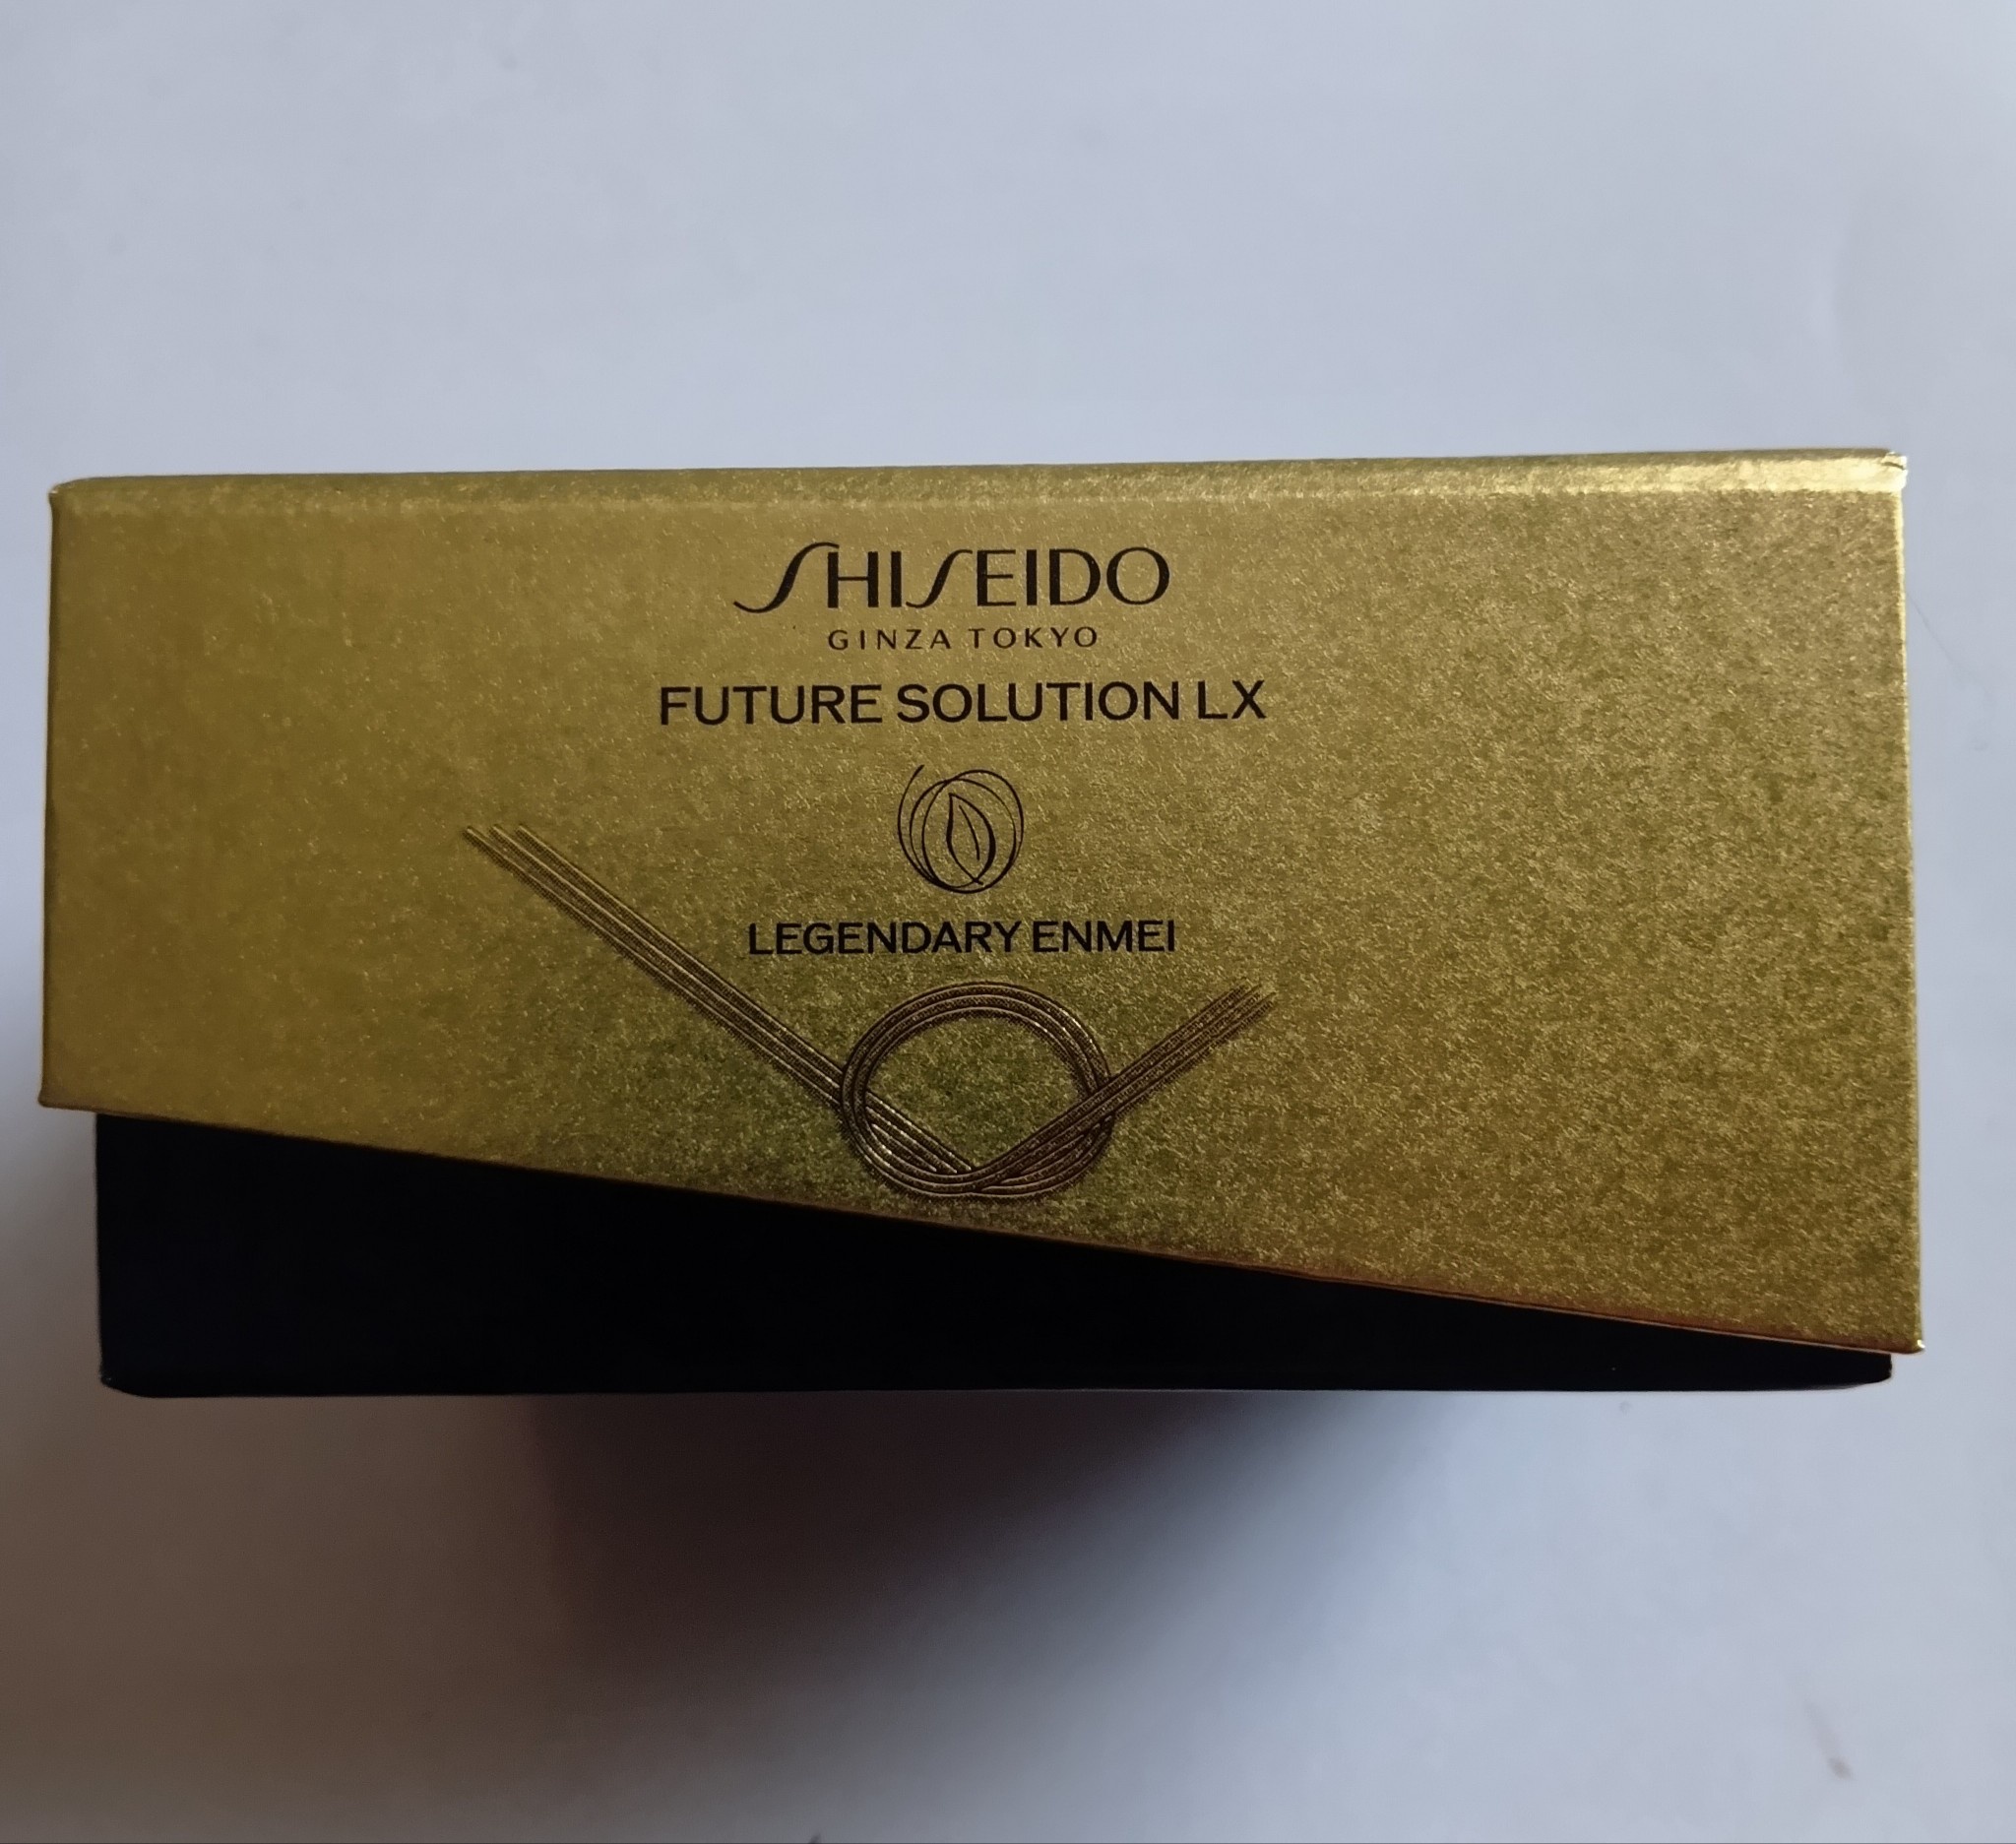 SHISEIDO
GINZA TOKYO
FUTURE SOLUTION LX
LEGENDARY ENMEI